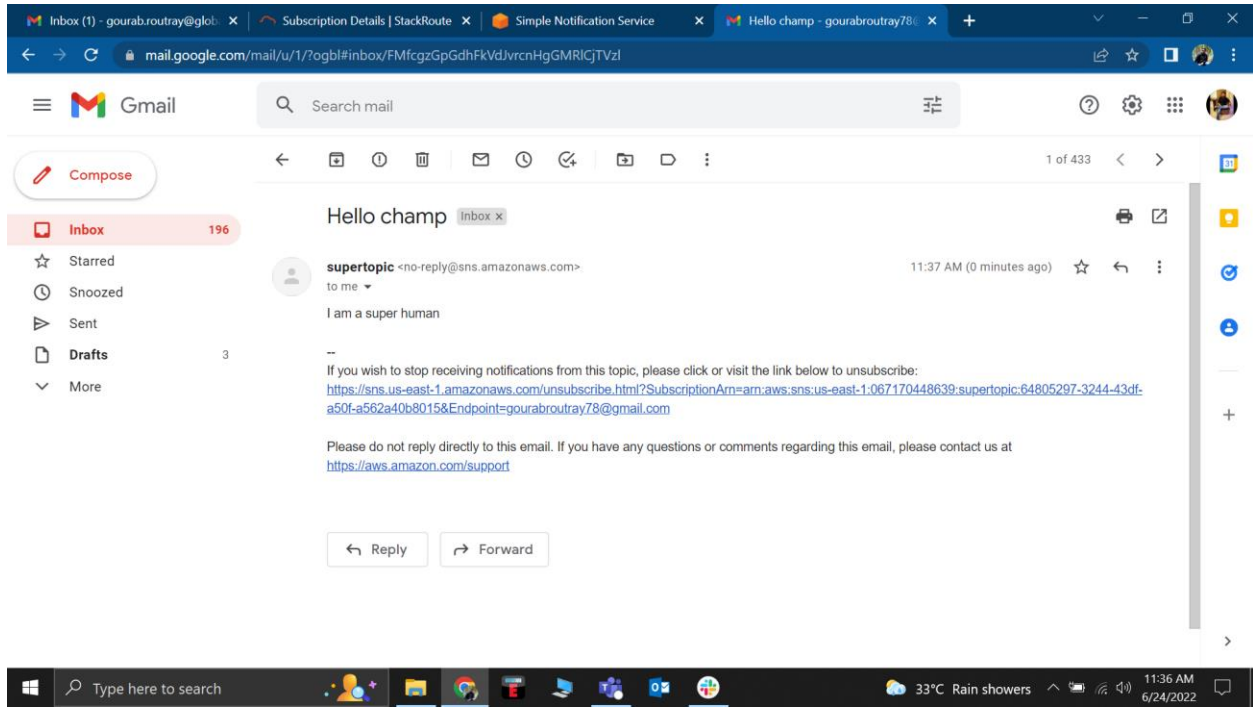 Inbox (1) - gourab.routray@glob
Subscription Details | StackRoute
Simple Notification Service
Hello champ - gourabroutray78@
mail.google.com/mail/u/1/?ogbl#inbox/FMfcgzGpGdhFkVdJvrcnHgGMRlCjTVzl
Gmail
Search mail
Compose
1 of 433
31
Inbox 196
Starred
Snoozed
Sent
Drafts 3
More
Hello champ Inbox x
supertopic <no-reply@sns.amazonaws.com> 11:37 AM (0 minutes ago)
to me
I am a super human
--
If you wish to stop receiving notifications from this topic, please click or visit the link below to unsubscribe:
https://sns.us-east-1.amazonaws.com/unsubscribe.html?SubscriptionArn=arn:aws:sns:us-east-1:067170448639:supertopic:64805297-3244-43df-
a50f-a562a40b8015&Endpoint=gourabroutray78@gmail.com
Please do not reply directly to this email. If you have any questions or comments regarding this email, please contact us at
https://aws.amazon.com/support
Reply Forward
Type here to search
33°C Rain showers
11:36 AM
6/24/2022